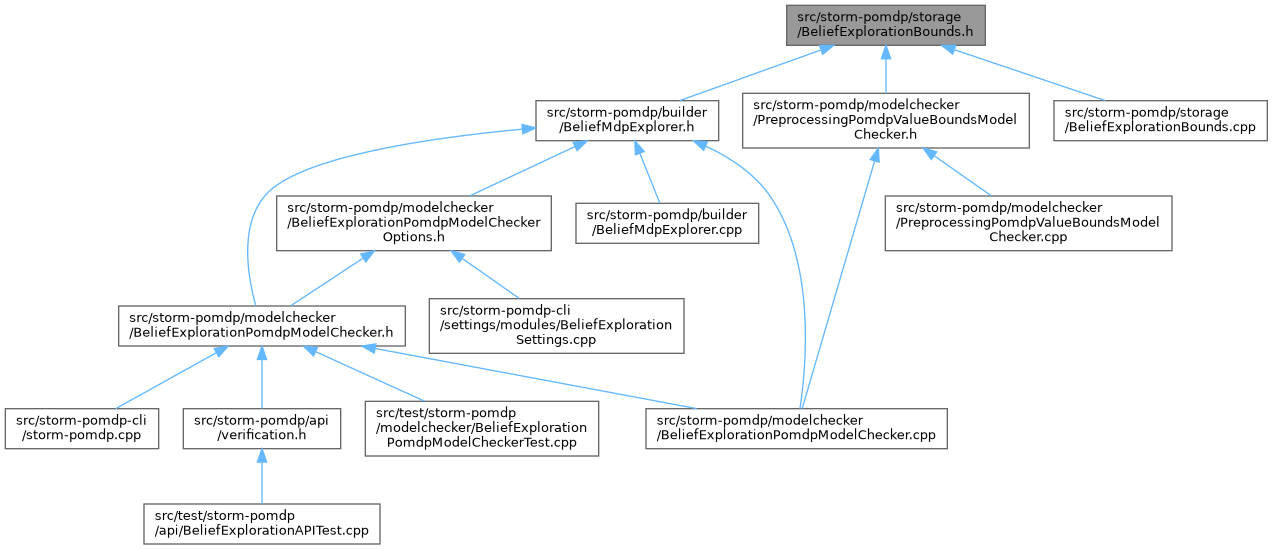 src/storm-pomdp/storage
/BeliefExplorationBounds.h
src/storm-pomdp/builder
/BeliefMdpExplorer.h
src/storm-pomdp/modelchecker
/PreprocessingPomdpValueBoundsModel
Checker.h
src/storm-pomdp/storage
/BeliefExplorationBounds.cpp
src/storm-pomdp/modelchecker
/BeliefExplorationPomdpModelChecker
Options.h
src/storm-pomdp/builder
/BeliefMdpExplorer.cpp
src/storm-pomdp/modelchecker
/PreprocessingPomdpValueBoundsModel
Checker.cpp
src/storm-pomdp/modelchecker
/BeliefExplorationPomdpModelChecker.h
src/storm-pomdp-cli
/settings/modules/BeliefExploration
Settings.cpp
src/storm-pomdp-cli
/storm-pomdp.cpp
src/storm-pomdp/api
/verification.h
src/test/storm-pomdp
/modelchecker/BeliefExploration
PomdpModelCheckerTest.cpp
src/storm-pomdp/modelchecker
/BeliefExplorationPomdpModelChecker.cpp
src/test/storm-pomdp
/api/BeliefExplorationAPITest.cpp